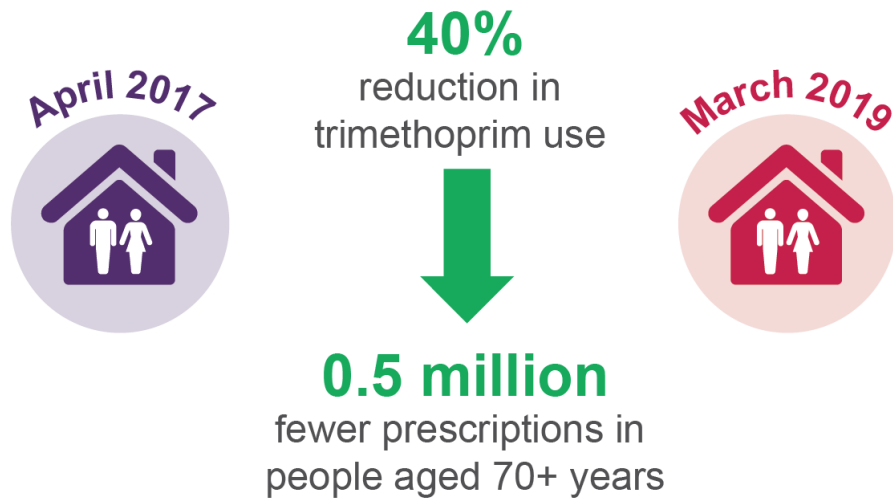 40%
reduction in
trimethoprim use
April 2017
March 2019
0.5 million
fewer prescriptions in
people aged 70+ years